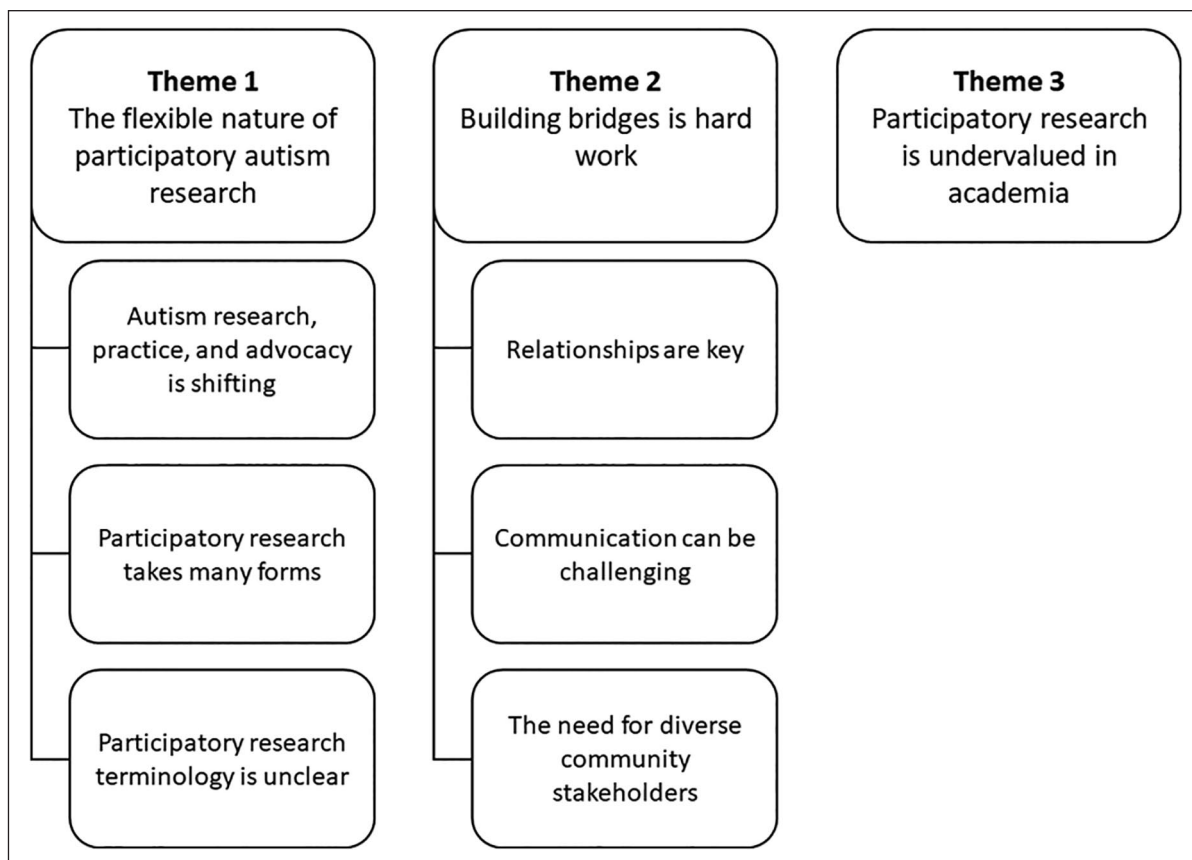 Theme 1
The flexible nature of
participatory autism
research
Autism research,
practice, and advocacy
is shifting
Participatory research
takes many forms
Participatory research
terminology is unclear
Theme 2
Building bridges is hard
work
Relationships are key
Communication can be
challenging
The need for diverse
community
stakeholders
Theme 3
Participatory research
is undervalued in
academia